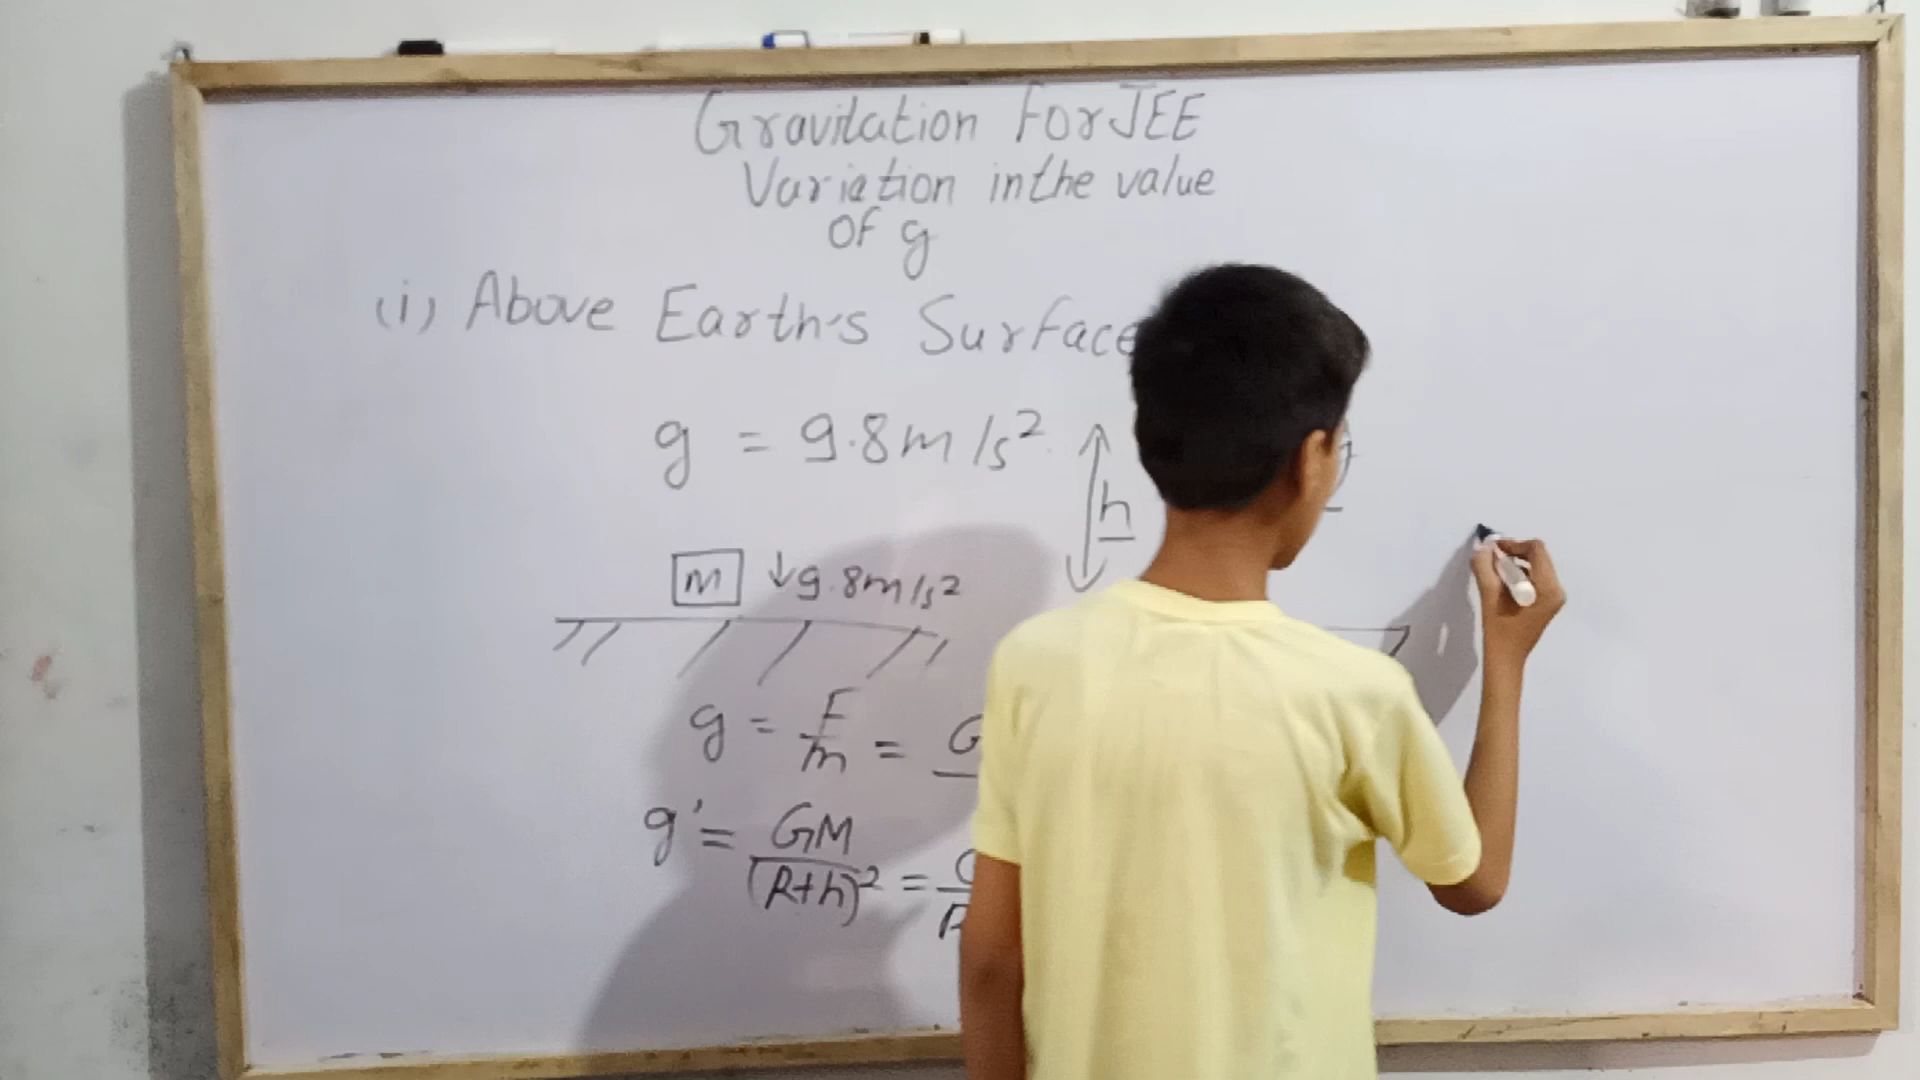 Gravitation For JEE
Variation in the value
of g
(i) Above Earth's Surface
g = 9.8 m/s²
h
m ↓9.8m/s²
g = F/m = G
g' = GM/(R+h)² =